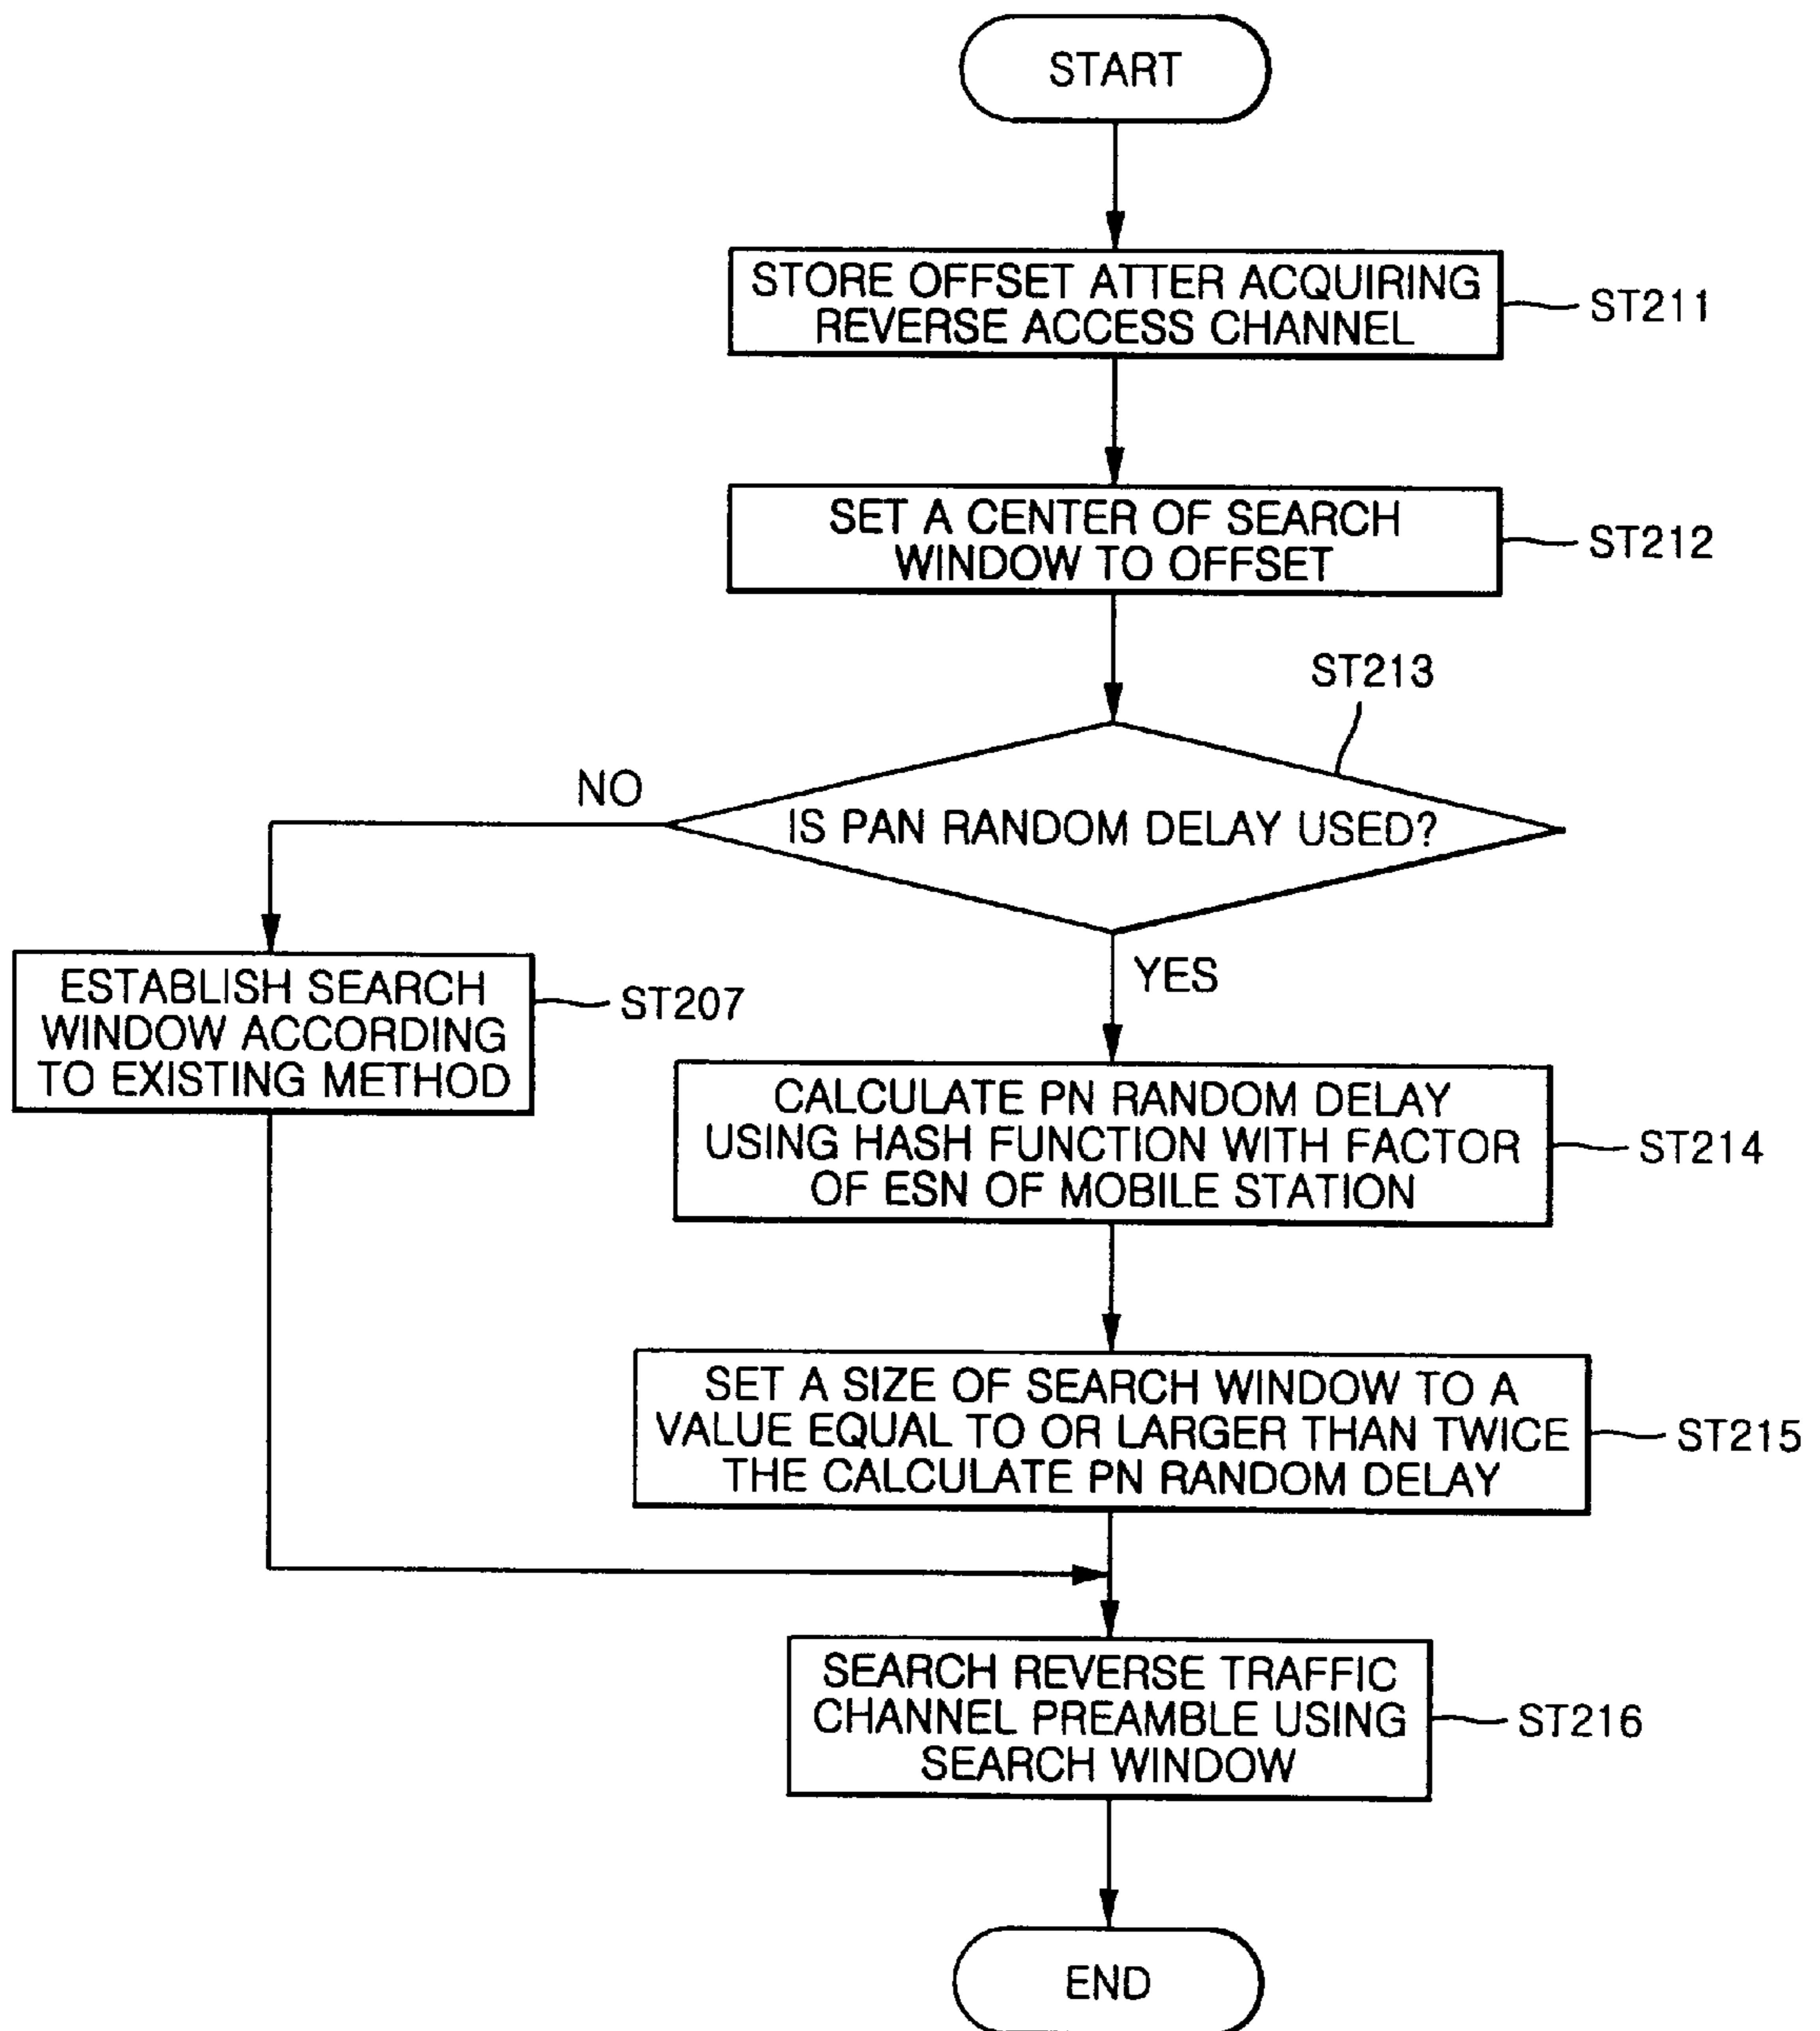 START
STORE OFFSET ATTER ACQUIRING
REVERSE ACCESS CHANNEL
ST211
SET A CENTER OF SEARCH
WINDOW TO OFFSET
ST212
ST213
IS PAN RANDOM DELAY USED?
NO
YES
ESTABLISH SEARCH
WINDOW ACCORDING
TO EXISTING METHOD
ST207
CALCULATE PN RANDOM DELAY
USING HASH FUNCTION WITH FACTOR
OF ESN OF MOBILE STATION
ST214
SET A SIZE OF SEARCH WINDOW TO A
VALUE EQUAL TO OR LARGER THAN TWICE
THE CALCULATE PN RANDOM DELAY
ST215
SEARCH REVERSE TRAFFIC
CHANNEL PREAMBLE USING
SEARCH WINDOW
ST216
END